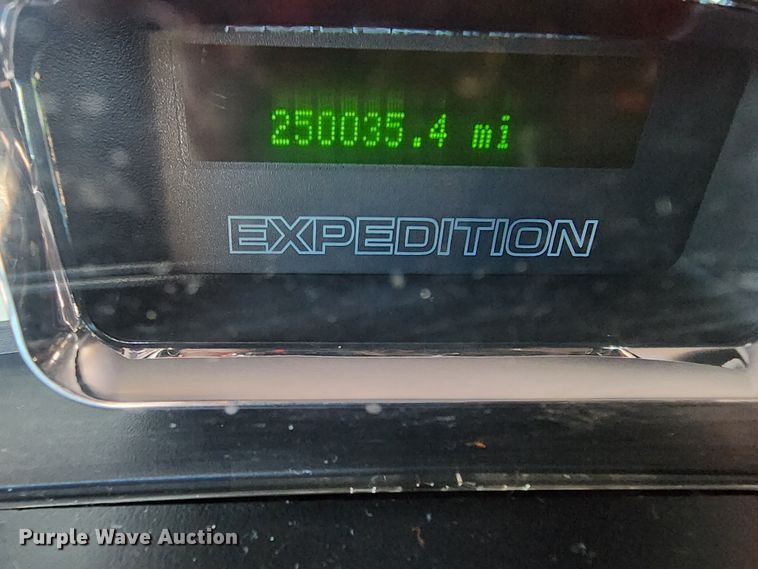 250035.4 mi
EXPEDITION
Purple Wave Auction